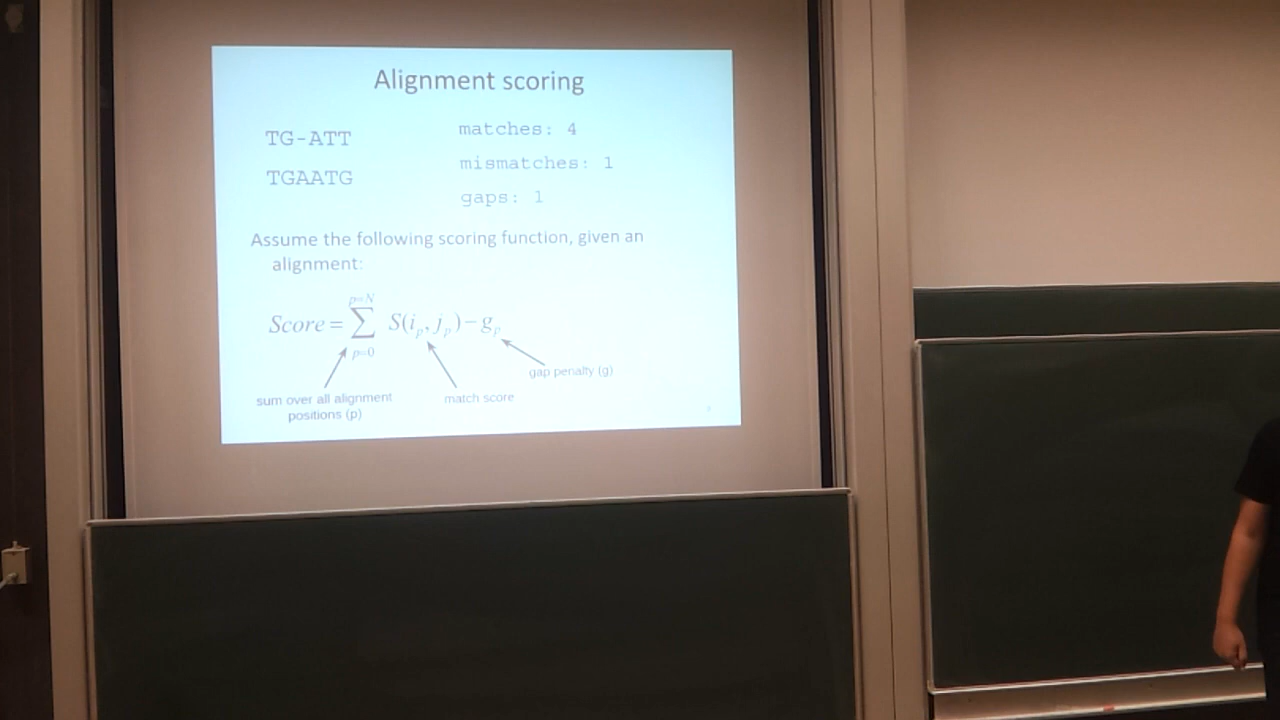 Alignment scoring
TG-ATT
TGAATG
matches: 4
mismatches: 1
gaps: 1
Assume the following scoring function, given an
alignment:
p=N
Score = ∑ S(i_p, j_p) − g_p
p=0
gap penalty (g)
sum over all alignment
positions (p)
match score